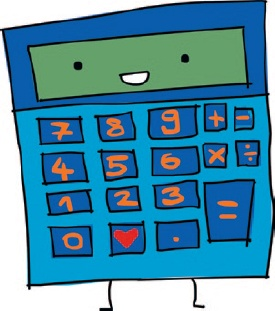 7 8 9 + -
4 5 6 x ÷
1 2 3 =
0 ♥ .